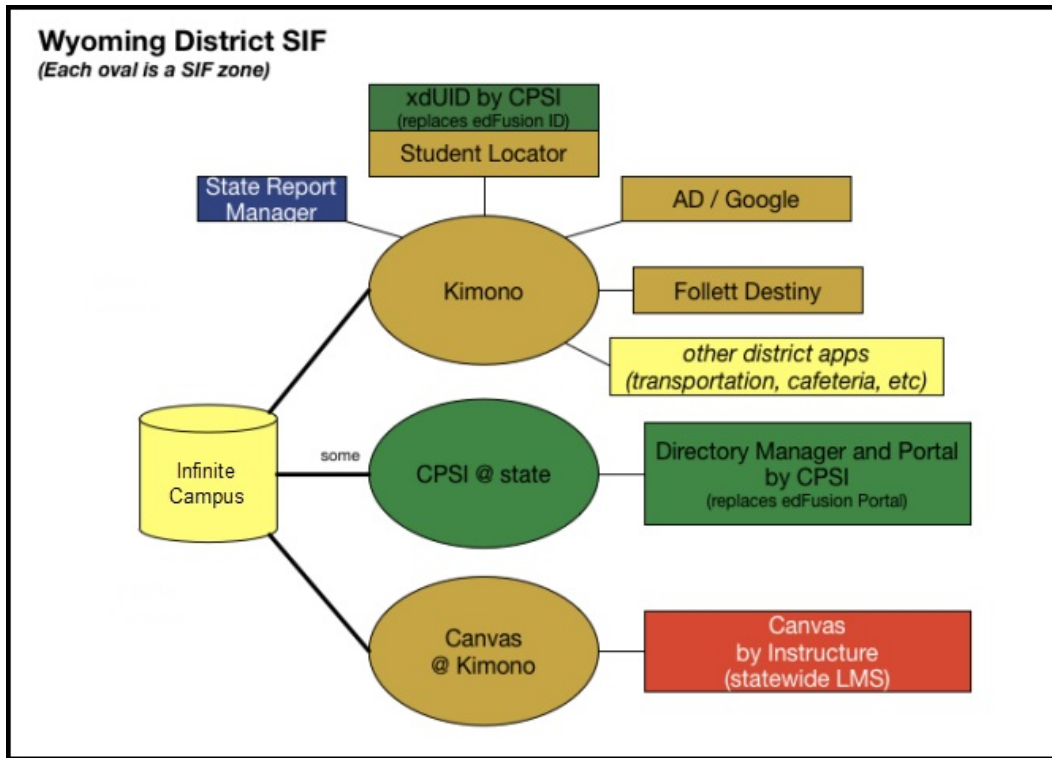 Wyoming District SIF
(Each oval is a SIF zone)
xdUID by CPSI
(replaces edFusion ID)
Student Locator
State Report
Manager
AD / Google
Kimono
Follett Destiny
other district apps
(transportation, cafeteria, etc)
Infinite
Campus
some
CPSI @ state
Directory Manager and Portal
by CPSI
(replaces edFusion Portal)
Canvas
@ Kimono
Canvas
by Instructure
(statewide LMS)